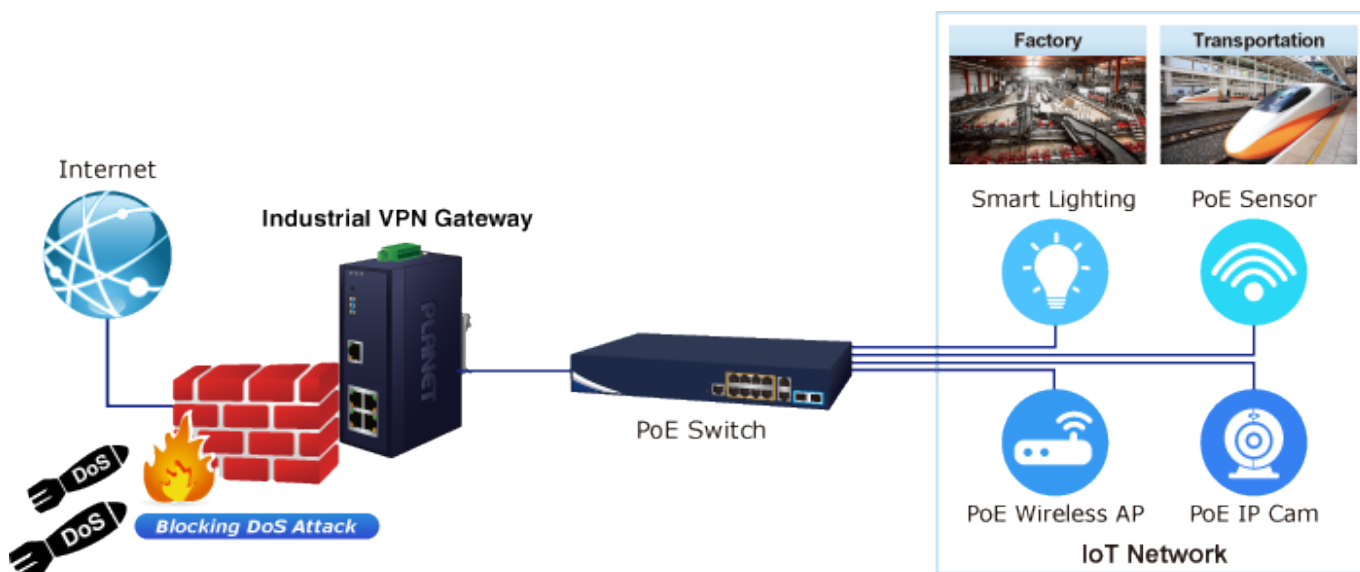 Factory
Transportation
Internet
Industrial VPN Gateway
Smart Lighting
PoE Sensor
PLANET
PoE Switch
DoS
DoS
Blocking DoS Attack
PoE Wireless AP
PoE IP Cam
IoT Network